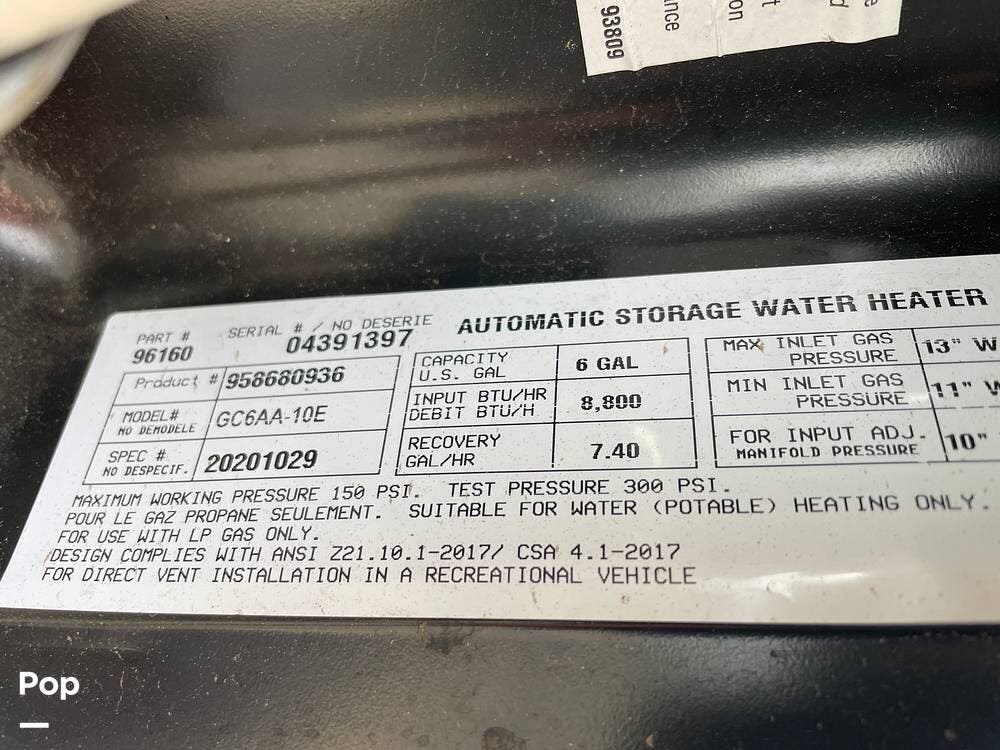 93809
nce
on
t
d
e
AUTOMATIC STORAGE WATER HEATER
PART # SERIAL # / NO DESERIE
96160 04391397
Product # 958680936
MODEL# GC6AA-10E
NO DEMODELE
SPEC # 20201029
NO DESPECIF.
CAPACITY 6 GAL
U.S. GAL
INPUT BTU/HR 8,800
DEBIT BTU/H
RECOVERY 7.40
GAL/HR
MAX INLET GAS 13" W
PRESSURE
MIN INLET GAS 11" W
PRESSURE
FOR INPUT ADJ. 10"
MANIFOLD PRESSURE
MAXIMUM WORKING PRESSURE 150 PSI. TEST PRESSURE 300 PSI.
POUR LE GAZ PROPANE SEULEMENT. SUITABLE FOR WATER (POTABLE) HEATING ONLY.
FOR USE WITH LP GAS ONLY.
DESIGN COMPLIES WITH ANSI Z21.10.1-2017/ CSA 4.1-2017
FOR DIRECT VENT INSTALLATION IN A RECREATIONAL VEHICLE
Pop